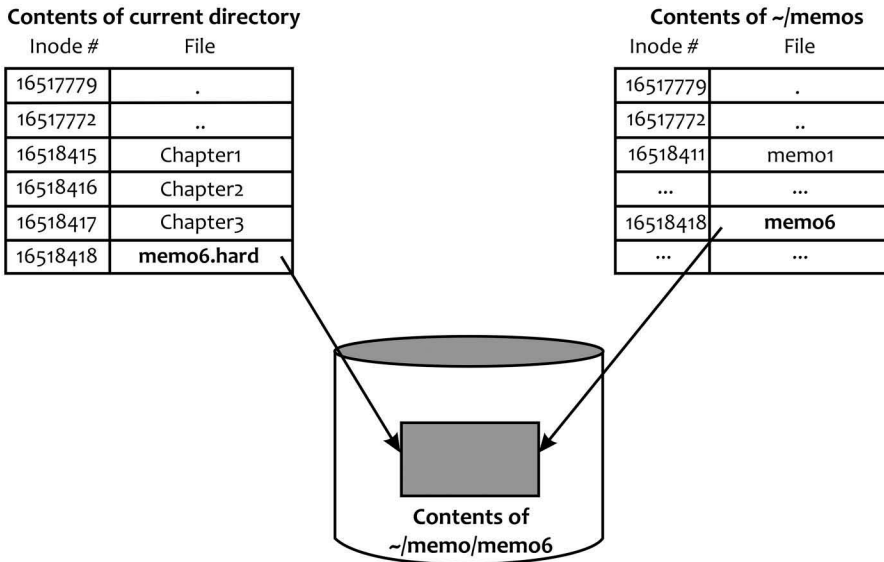 Contents of current directory
Inode # File
16517779 .
16517772 ..
16518415 Chapter1
16518416 Chapter2
16518417 Chapter3
16518418 memo6.hard
Contents of ~/memos
Inode # File
16517779 .
16517772 ..
16518411 memo1
... ...
16518418 memo6
... ...
Contents of
~/memo/memo6